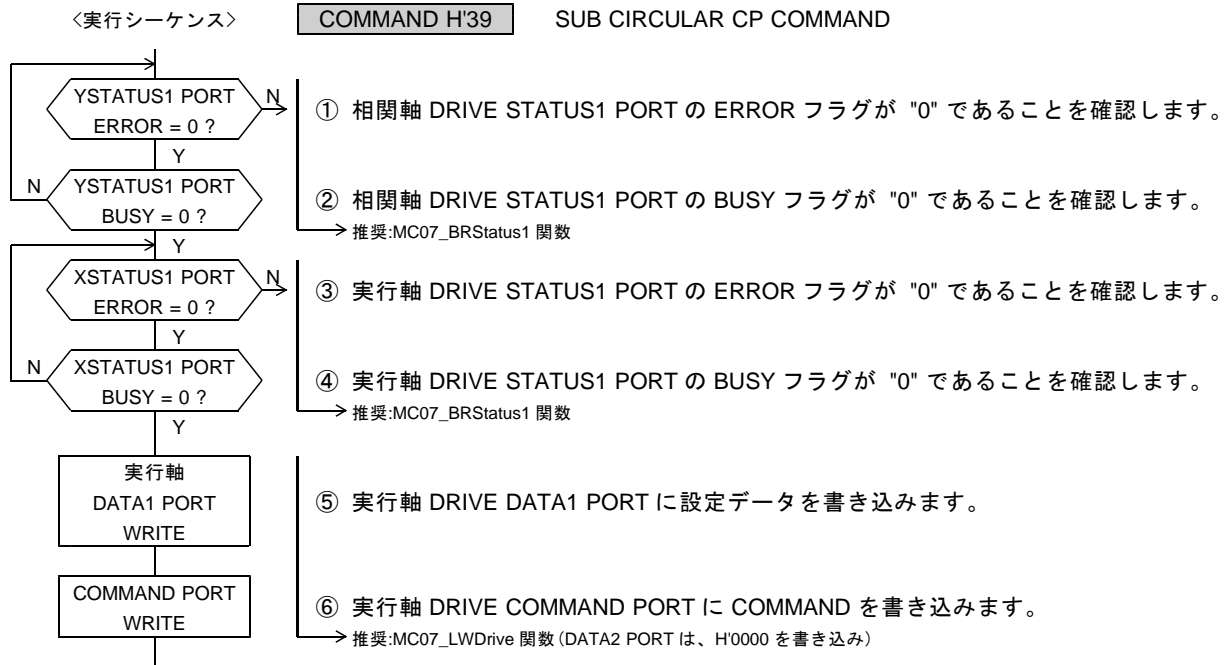 〈実行シーケンス〉 COMMAND H'39 SUB CIRCULAR CP COMMAND
YSTATUS1 PORT
ERROR = 0 ?
N
① 相関軸 DRIVE STATUS1 PORT の ERROR フラグが "0" であることを確認します。
Y
N
YSTATUS1 PORT
BUSY = 0 ?
② 相関軸 DRIVE STATUS1 PORT の BUSY フラグが "0" であることを確認します。
推奨:MC07_BRStatus1 関数
Y
XSTATUS1 PORT
ERROR = 0 ?
N
③ 実行軸 DRIVE STATUS1 PORT の ERROR フラグが "0" であることを確認します。
Y
N
XSTATUS1 PORT
BUSY = 0 ?
④ 実行軸 DRIVE STATUS1 PORT の BUSY フラグが "0" であることを確認します。
推奨:MC07_BRStatus1 関数
Y
実行軸
DATA1 PORT
WRITE
⑤ 実行軸 DRIVE DATA1 PORT に設定データを書き込みます。
COMMAND PORT
WRITE
⑥ 実行軸 DRIVE COMMAND PORT に COMMAND を書き込みます。
推奨:MC07_LWDrive 関数(DATA2 PORT は、H'0000 を書き込み)